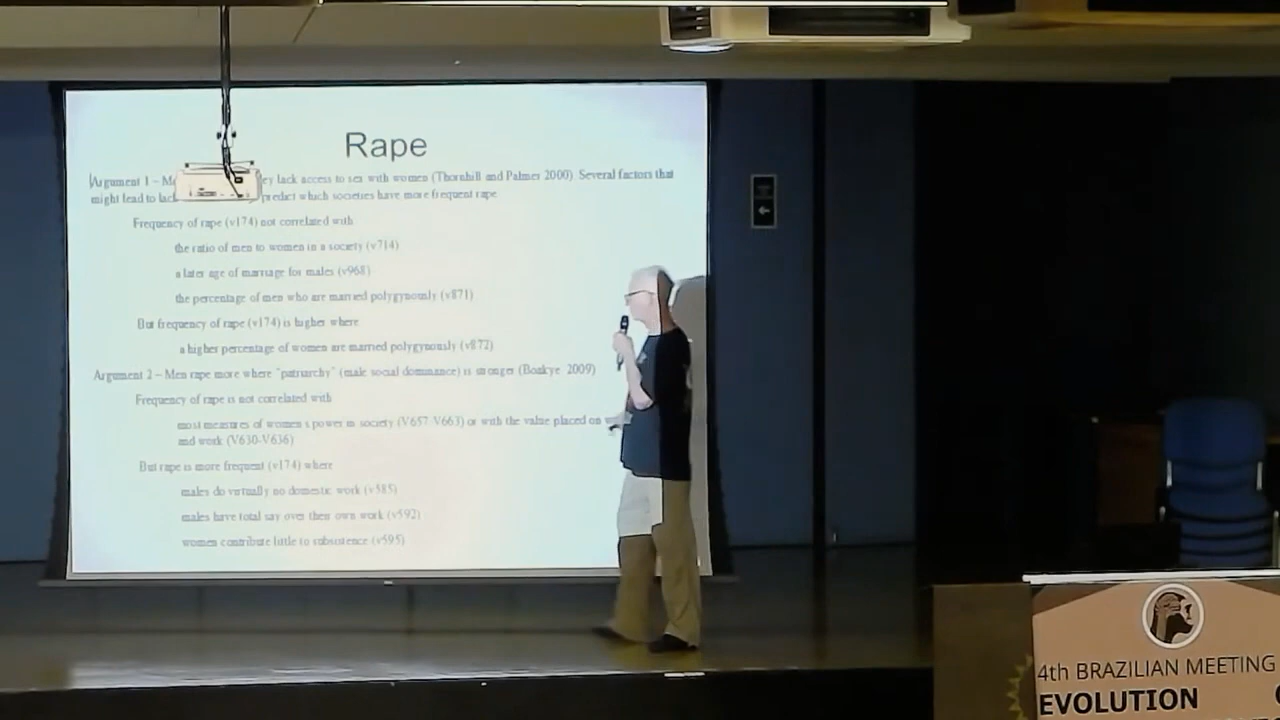 Rape
Argument 1 – M ey lack access to sex with women (Thornhill and Palmer 2000) Several factors that
might lead to lack predict which societies have more frequent rape
Frequency of rape (v174) not correlated with
the ratio of men to women in a society (v714)
a later age of marriage for males (v968)
the percentage of men who are married polygynously (v871)
But frequency of rape (v174) is higher where
a higher percentage of women are married polygynously (v872)
Argument 2 – Men rape more where "patriarchy" (male social dominance) is stronger (Boakye 2009)
Frequency of rape is not correlated with
most measures of women's power in society (V657-V663) or with the value placed on
and work (V630-V636)
But rape is more frequent (v174) where
males do virtually no domestic work (v585)
males have total say over their own work (v592)
women contribute little to subsistence (v595)
4th BRAZILIAN MEETING
EVOLUTION